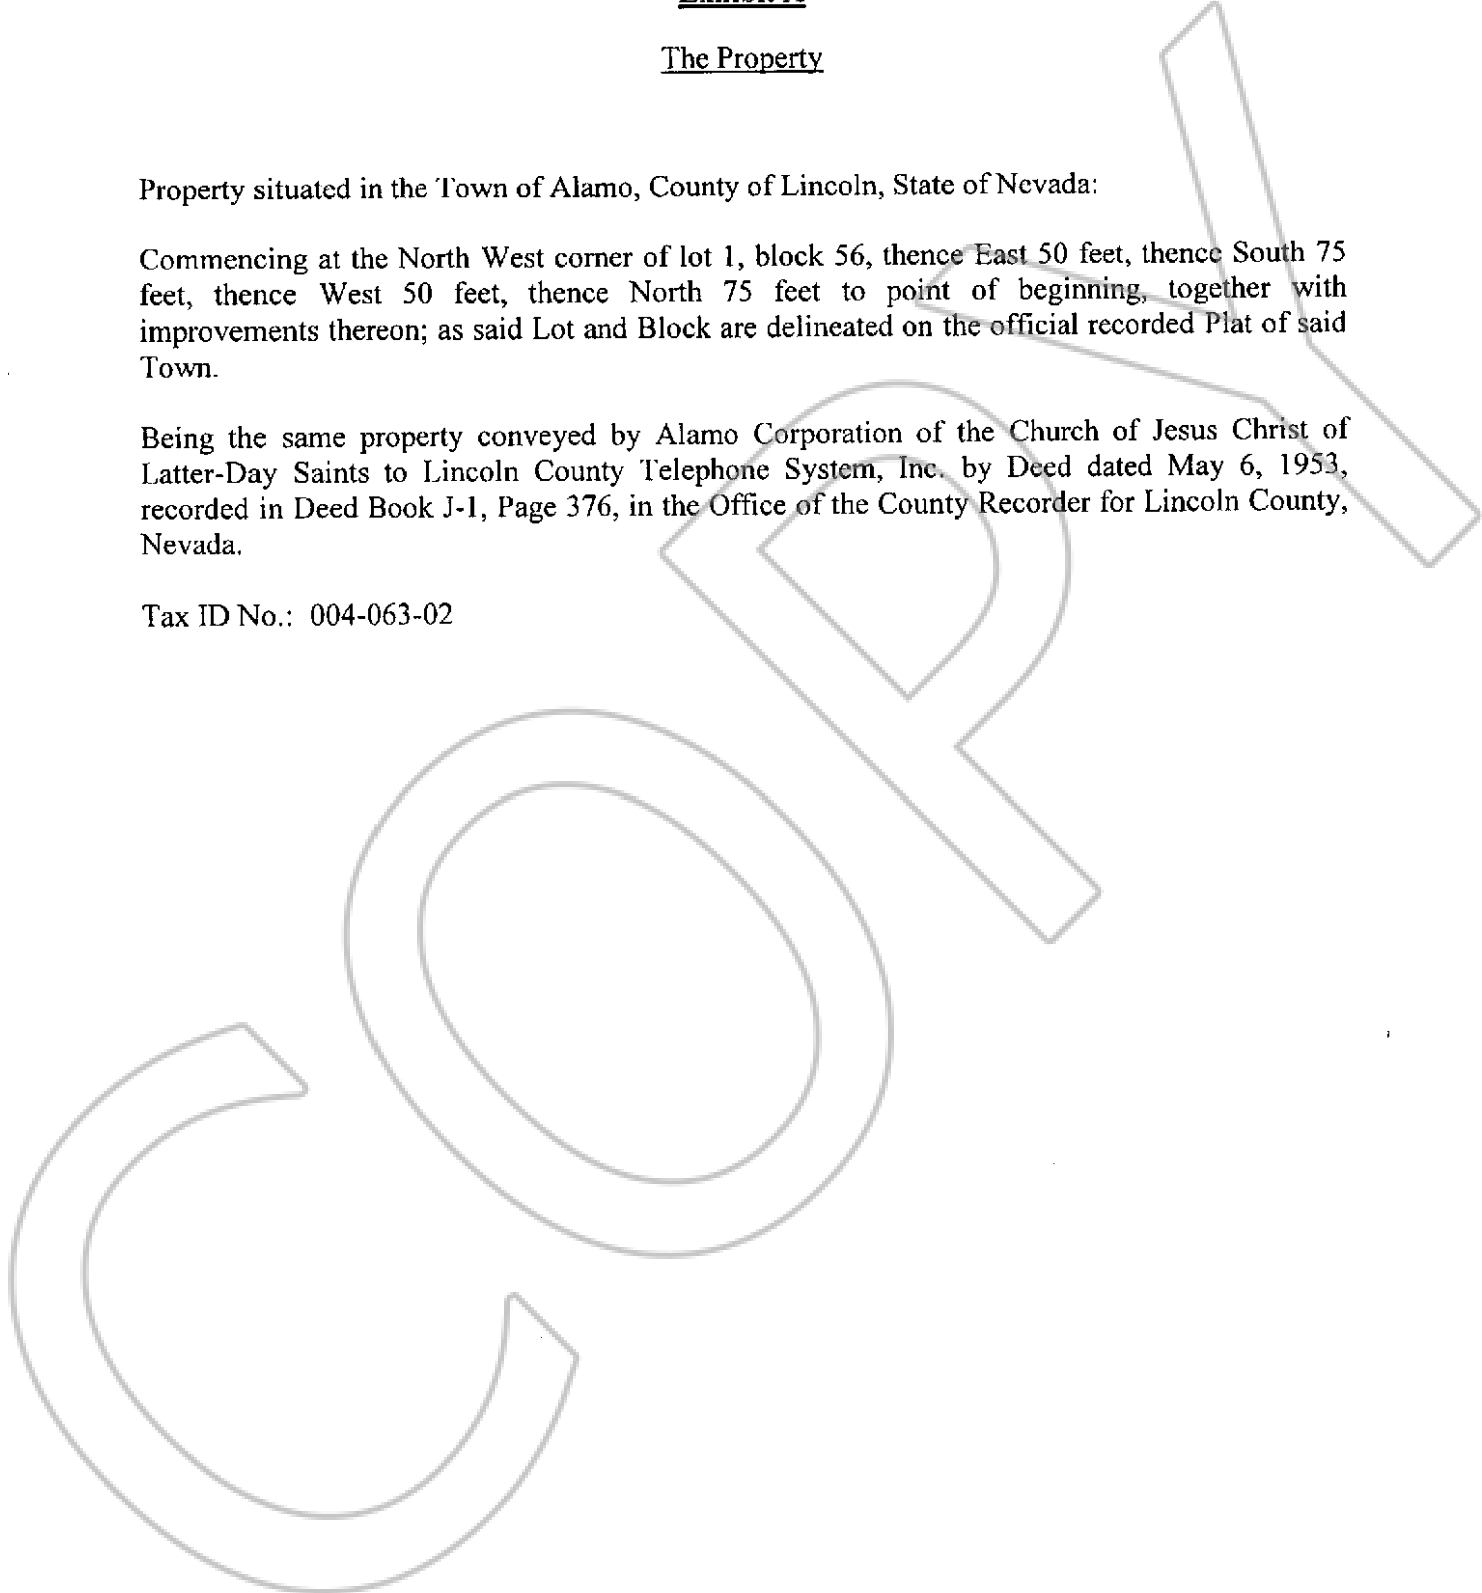 The Property
Property situated in the Town of Alamo, County of Lincoln, State of Nevada:
Commencing at the North West corner of lot 1, block 56, thence East 50 feet, thence South 75
feet, thence West 50 feet, thence North 75 feet to point of beginning, together with
improvements thereon; as said Lot and Block are delineated on the official recorded Plat of said
Town.
Being the same property conveyed by Alamo Corporation of the Church of Jesus Christ of
Latter-Day Saints to Lincoln County Telephone System, Inc. by Deed dated May 6, 1953,
recorded in Deed Book J-1, Page 376, in the Office of the County Recorder for Lincoln County,
Nevada.
Tax ID No.: 004-063-02
COPY